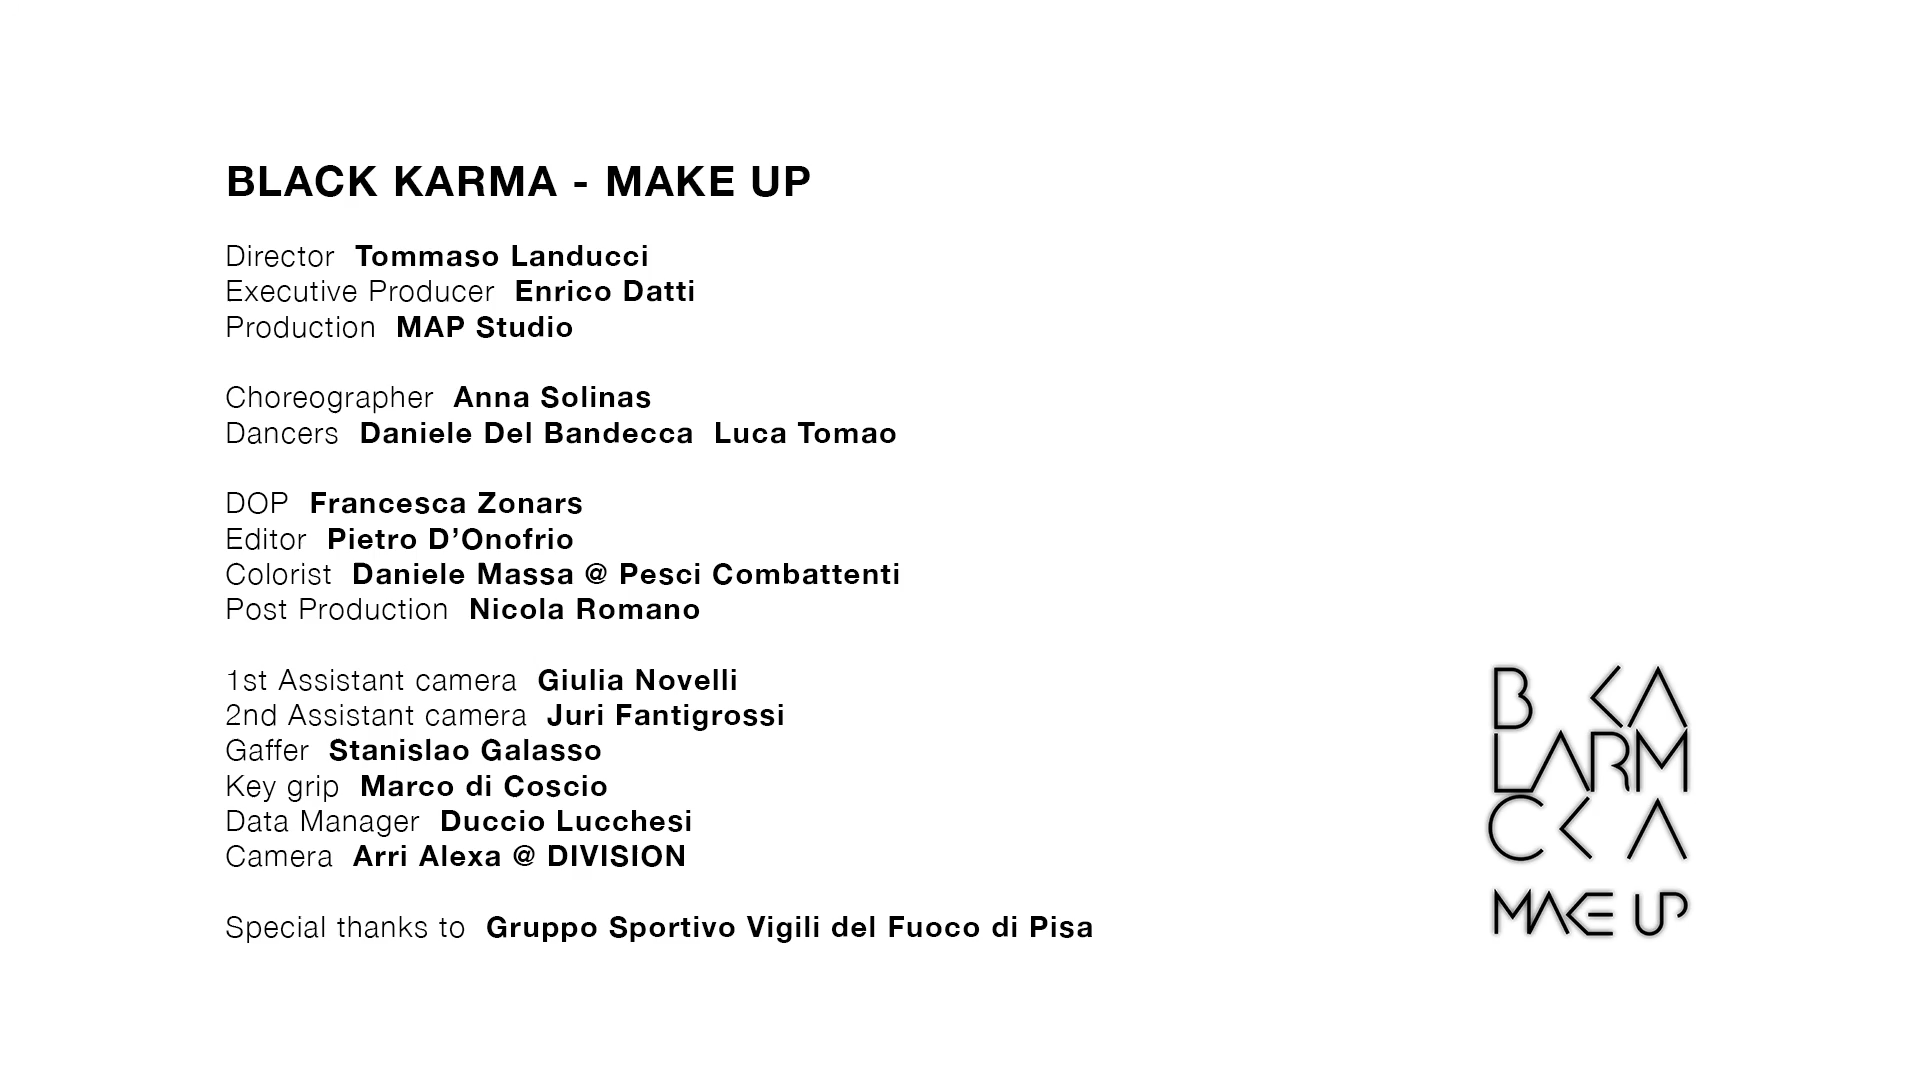 BLACK KARMA - MAKE UP
Director Tommaso Landucci
Executive Producer Enrico Datti
Production MAP Studio
Choreographer Anna Solinas
Dancers Daniele Del Bandecca Luca Tomao
DOP Francesca Zonars
Editor Pietro D’Onofrio
Colorist Daniele Massa @ Pesci Combattenti
Post Production Nicola Romano
1st Assistant camera Giulia Novelli
2nd Assistant camera Juri Fantigrossi
Gaffer Stanislao Galasso
Key grip Marco di Coscio
Data Manager Duccio Lucchesi
Camera Arri Alexa @ DIVISION
Special thanks to Gruppo Sportivo Vigili del Fuoco di Pisa
B KA
LARM
CK A
MAKE UP